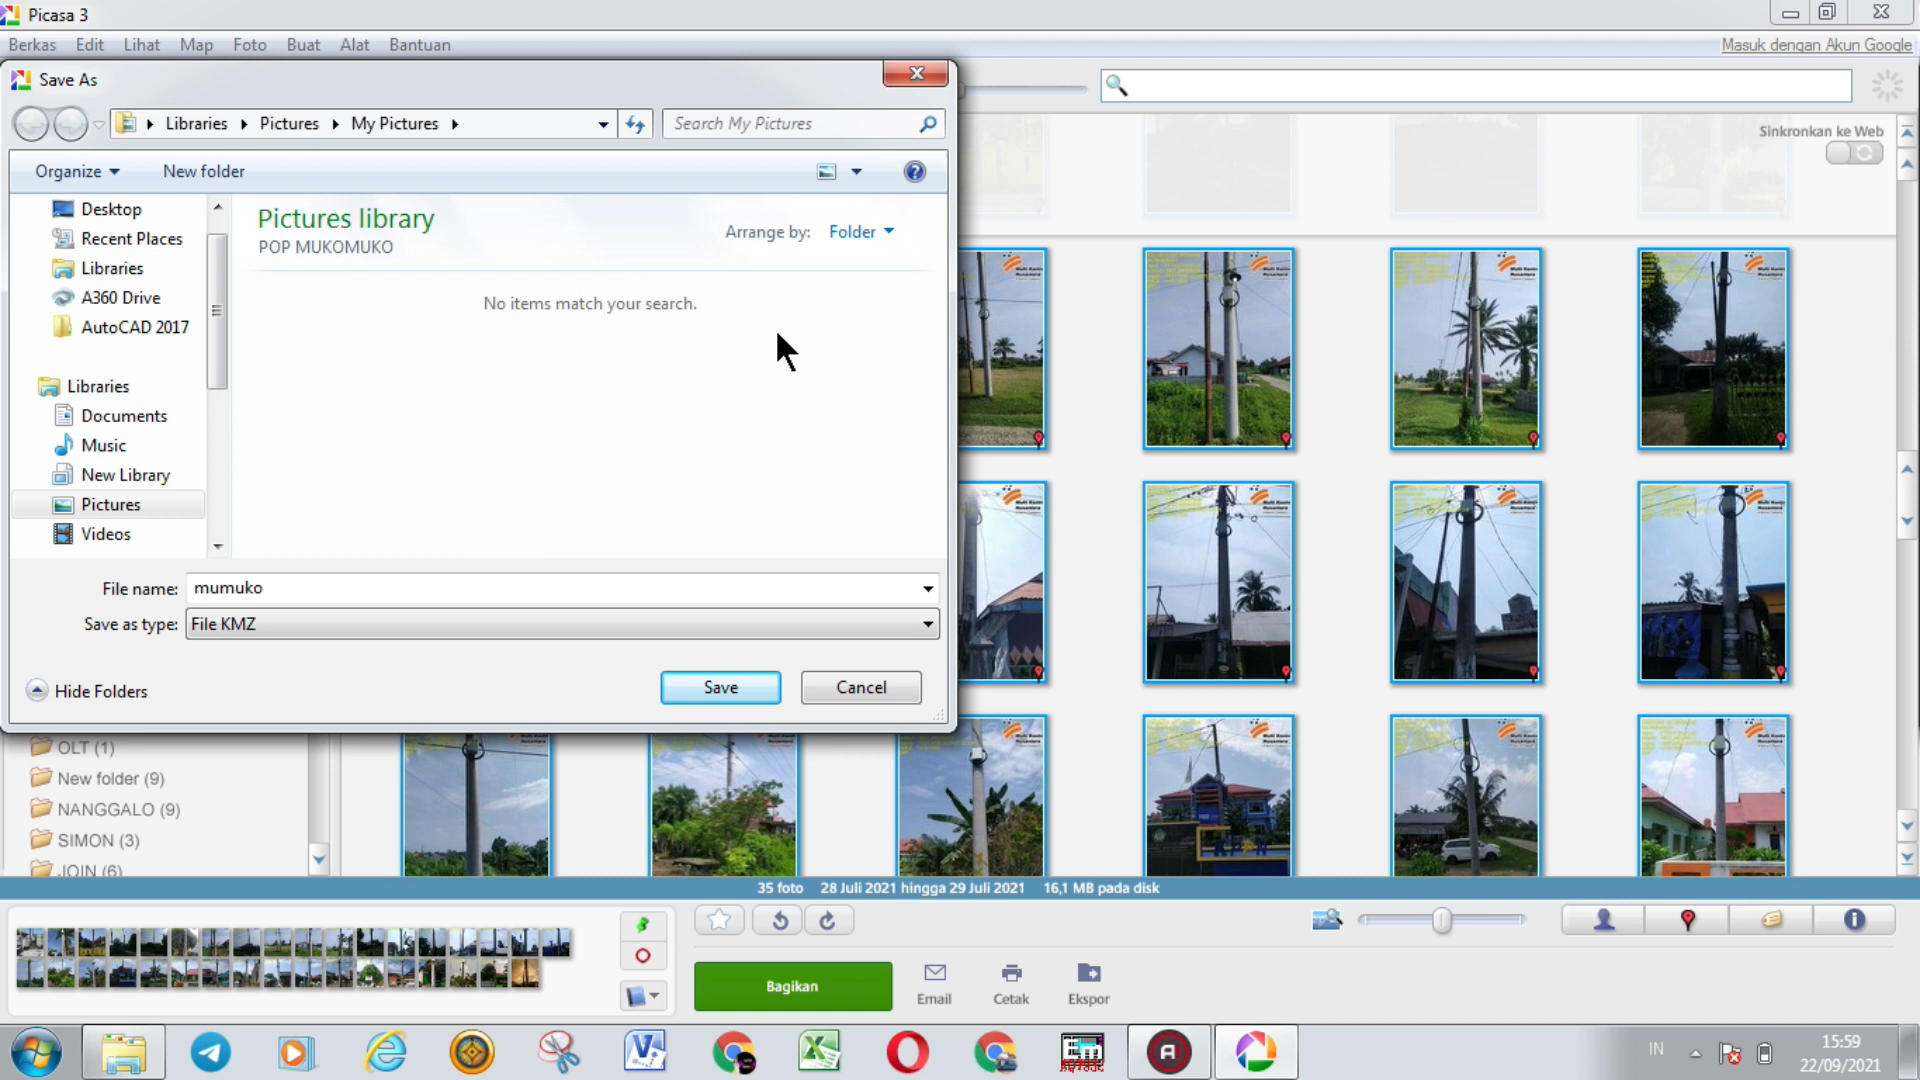 Picasa 3
Berkas Edit Lihat Map Foto Buat Alat Bantuan
Masuk dengan Akun Google
Save As
Libraries Pictures My Pictures
Search My Pictures
Organize
New folder
Sinkronkan ke Web
Desktop
Recent Places
Libraries
A360 Drive
AutoCAD 2017
Libraries
Documents
Music
New Library
Pictures
Videos
Pictures library
POP MUKOMUKO
Arrange by: Folder
No items match your search.
File name: mumuko
Save as type: File KMZ
Hide Folders
Save
Cancel
OLT (1)
New folder (9)
NANGGALO (9)
SIMON (3)
JOIN (6)
35 foto 28 Juli 2021 hingga 29 Juli 2021 16,1 MB pada disk
Bagikan
Email
Cetak
Ekspor
IN
15:59
22/09/2021